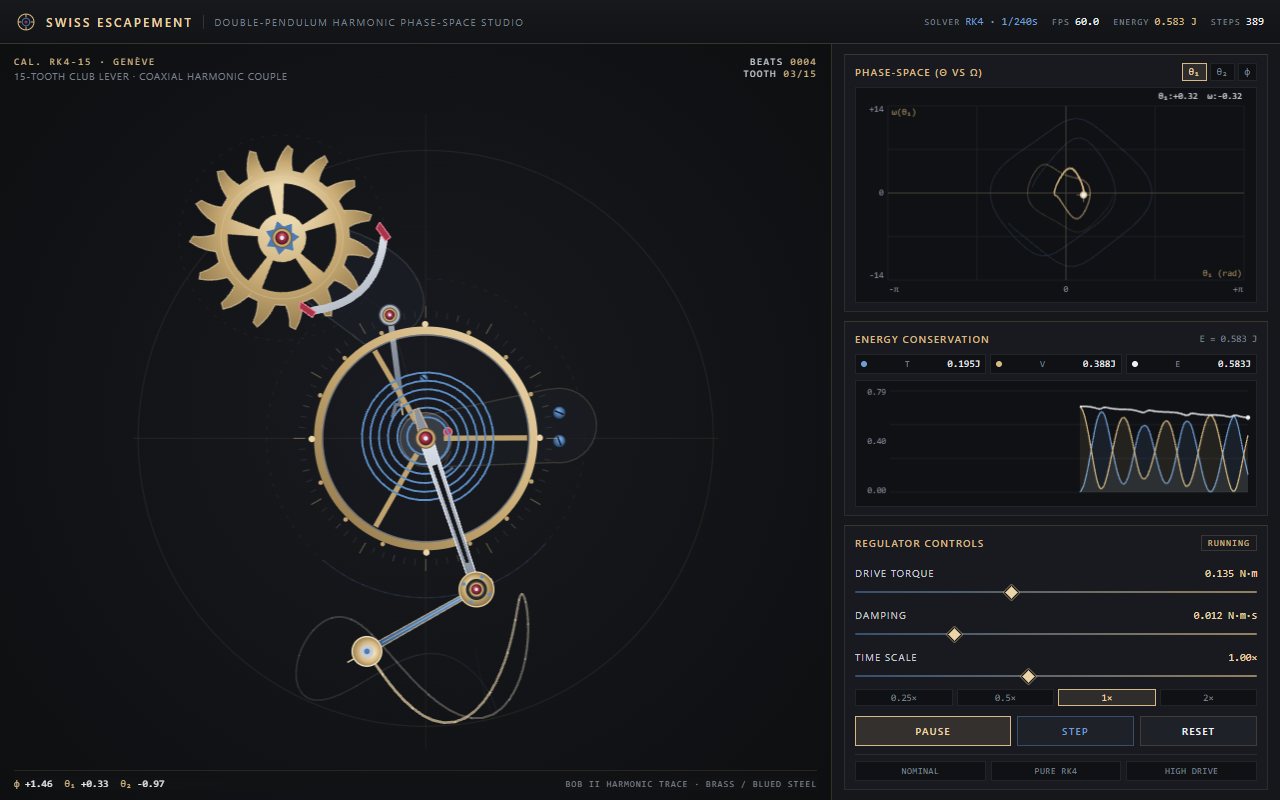 SWISS ESCAPEMENT DOUBLE-PENDULUM HARMONIC PHASE-SPACE STUDIO SOLVER RK4 · 1/240s FPS 60.0 ENERGY 0.583 J STEPS 389
CAL. RK4-15 · GENÈVE
15-TOOTH CLUB LEVER · COAXIAL HARMONIC COUPLE
BEATS 0004
TOOTH 03/15
PHASE-SPACE (Θ VS Ω) θ₁ θ₂ ϕ
θ₁:+0.32 ω:-0.32
+14 ω(θ₁)
0
-14 θ₁ (rad)
-π 0 +π
ENERGY CONSERVATION E = 0.583 J
T 0.195J V 0.388J E 0.583J
0.79
0.40
0.00
REGULATOR CONTROLS RUNNING
DRIVE TORQUE 0.135 N·m
DAMPING 0.012 N·m·s
TIME SCALE 1.00×
0.25× 0.5× 1× 2×
PAUSE STEP RESET
NOMINAL PURE RK4 HIGH DRIVE
ϕ +1.46 θ₁ +0.33 θ₂ -0.97
BOB II HARMONIC TRACE · BRASS / BLUED STEEL